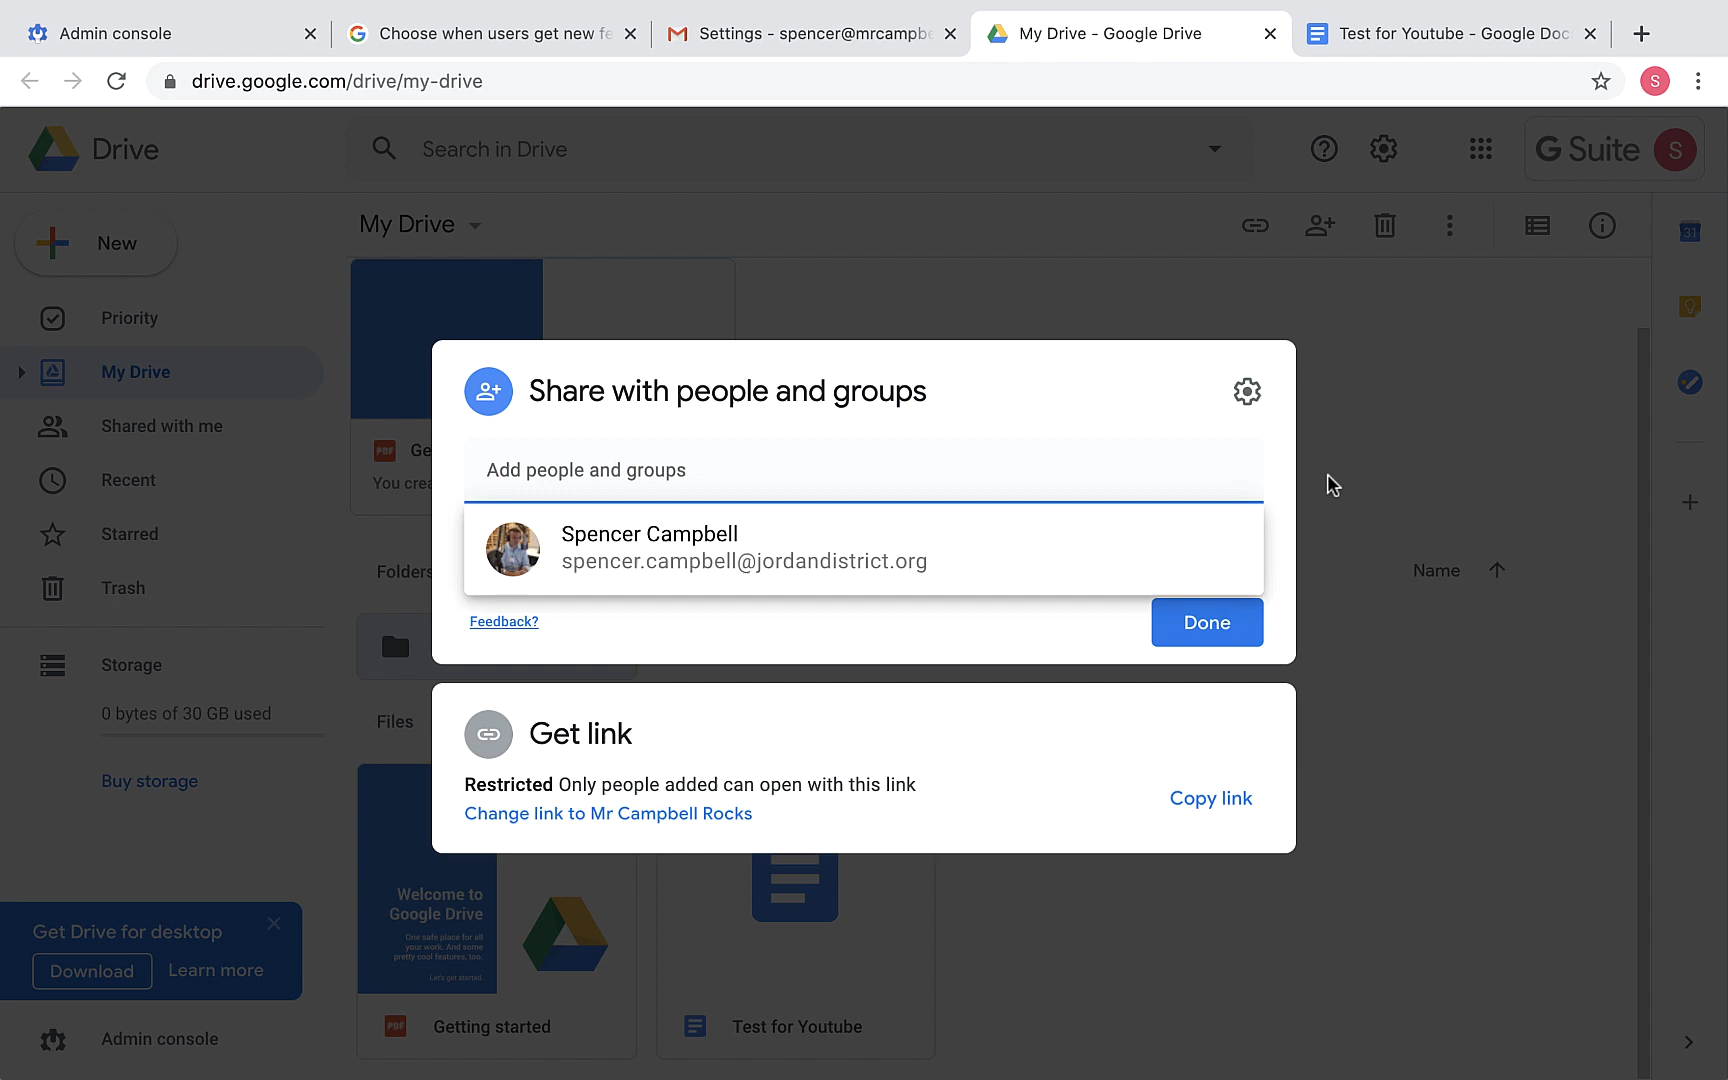 Admin console
Choose when users get new fe
Settings - spencer@mrcampbe
My Drive - Google Drive
Test for Youtube - Google Doc
drive.google.com/drive/my-drive
S
Drive
Search in Drive
G Suite
S
New
My Drive
31
Priority
My Drive
Shared with me
Recent
Starred
Trash
Storage
0 bytes of 30 GB used
Buy storage
PDF
Ge
You crea
Folders
Name
Files
Share with people and groups
Add people and groups
Spencer Campbell
spencer.campbell@jordandistrict.org
Feedback?
Done
Get link
Restricted Only people added can open with this link
Change link to Mr Campbell Rocks
Copy link
Welcome to
Google Drive
One safe place for all
your work. And some
pretty cool features, too.
Let's get started.
Get Drive for desktop
Download
Learn more
PDF
Getting started
Test for Youtube
Admin console